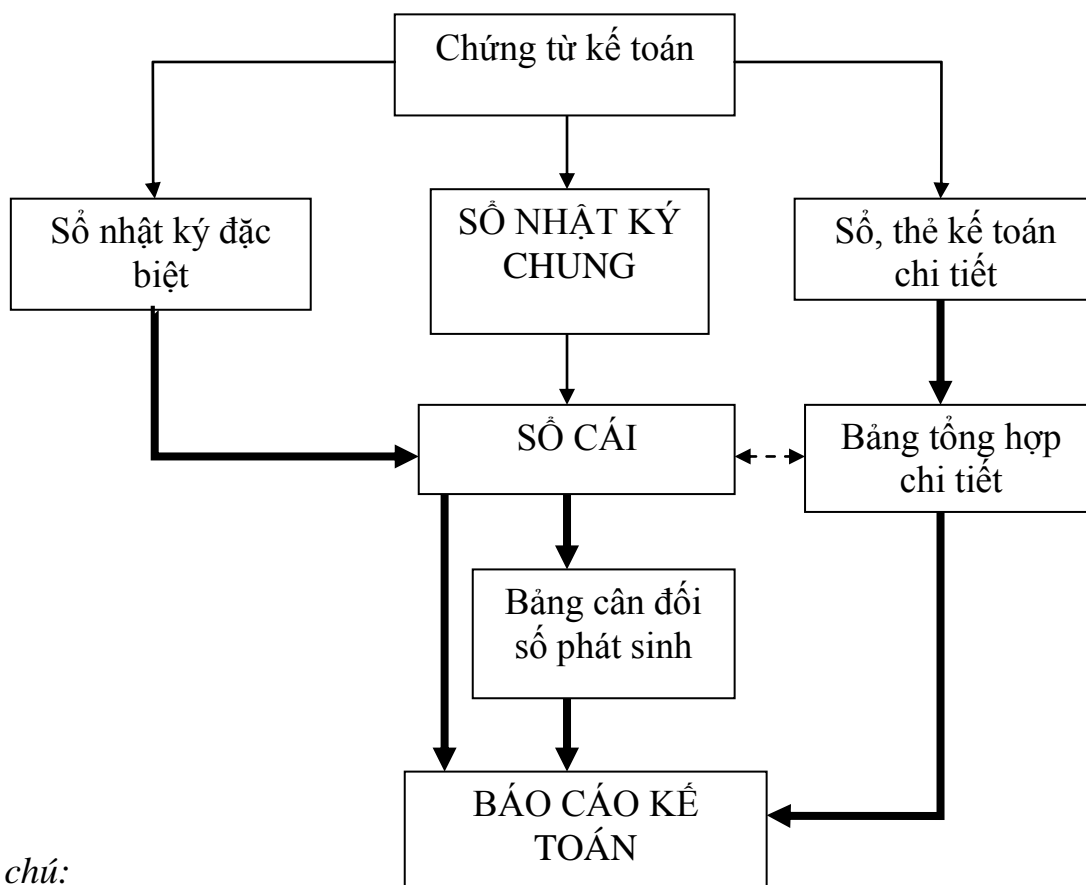 Chứng từ kế toán
Sổ nhật ký đặc
biệt
SỔ NHẬT KÝ
CHUNG
Sổ, thẻ kế toán
chi tiết
SỔ CÁI
Bảng tổng hợp
chi tiết
Bảng cân đối
số phát sinh
BÁO CÁO KẾ
TOÁN
chú: